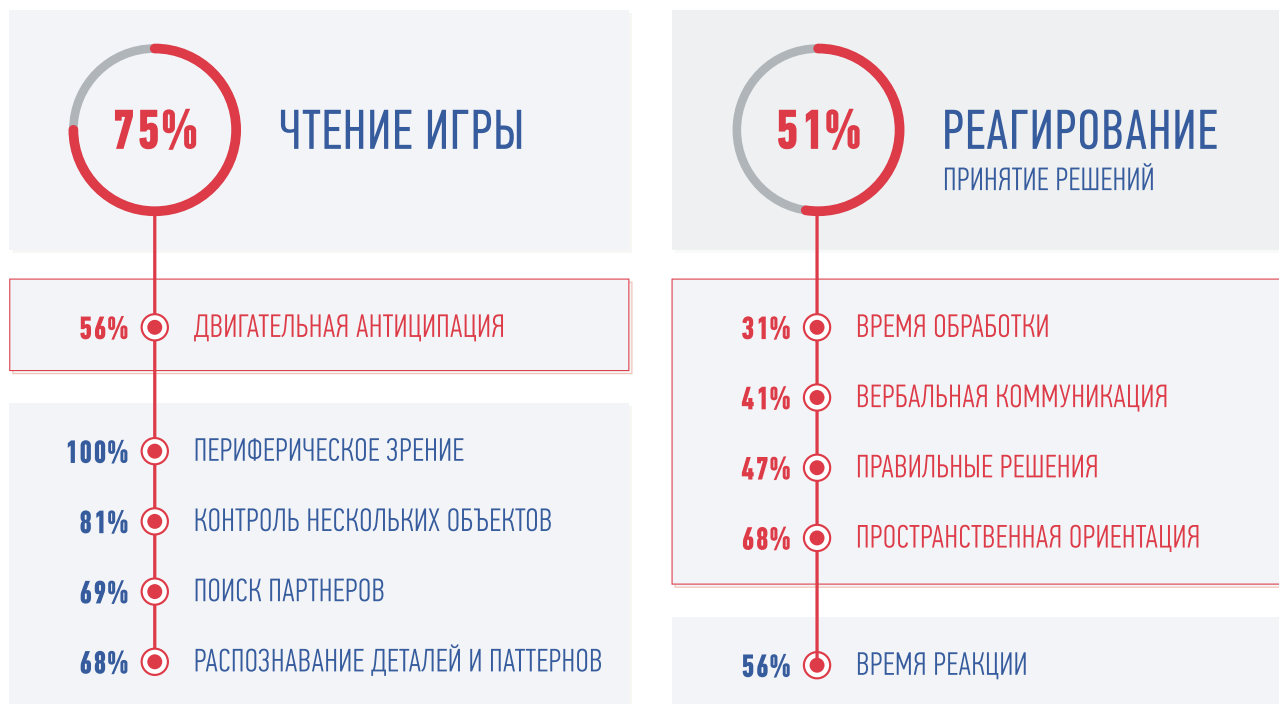 75%
ЧТЕНИЕ ИГРЫ
56% ДВИГАТЕЛЬНАЯ АНТИЦИПАЦИЯ
100% ПЕРИФЕРИЧЕСКОЕ ЗРЕНИЕ
81% КОНТРОЛЬ НЕСКОЛЬКИХ ОБЪЕКТОВ
69% ПОИСК ПАРТНЕРОВ
68% РАСПОЗНАВАНИЕ ДЕТАЛЕЙ И ПАТТЕРНОВ
51%
РЕАГИРОВАНИЕ
ПРИНЯТИЕ РЕШЕНИЙ
31% ВРЕМЯ ОБРАБОТКИ
41% ВЕРБАЛЬНАЯ КОММУНИКАЦИЯ
47% ПРАВИЛЬНЫЕ РЕШЕНИЯ
68% ПРОСТРАНСТВЕННАЯ ОРИЕНТАЦИЯ
56% ВРЕМЯ РЕАКЦИИ